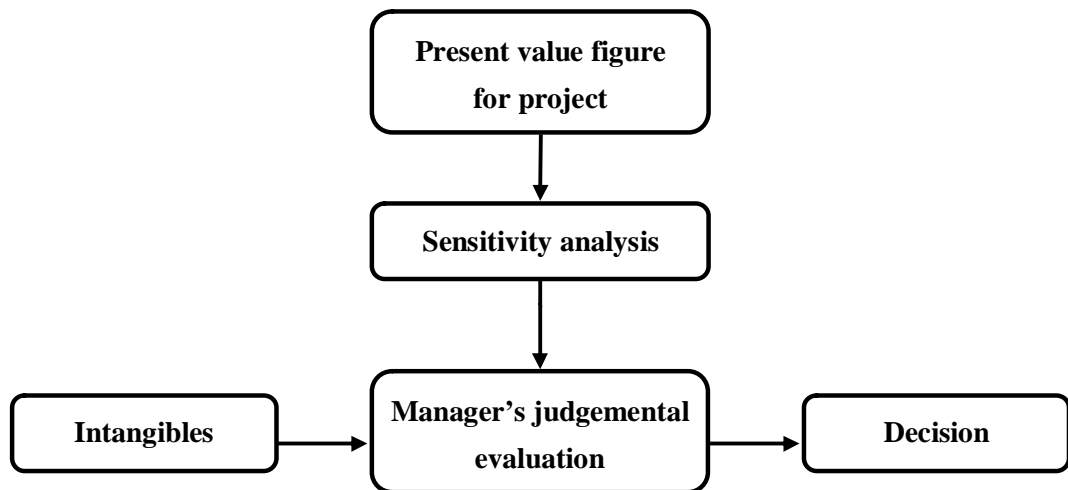 Present value figure
for project
Sensitivity analysis
Intangibles
Manager’s judgemental
evaluation
Decision